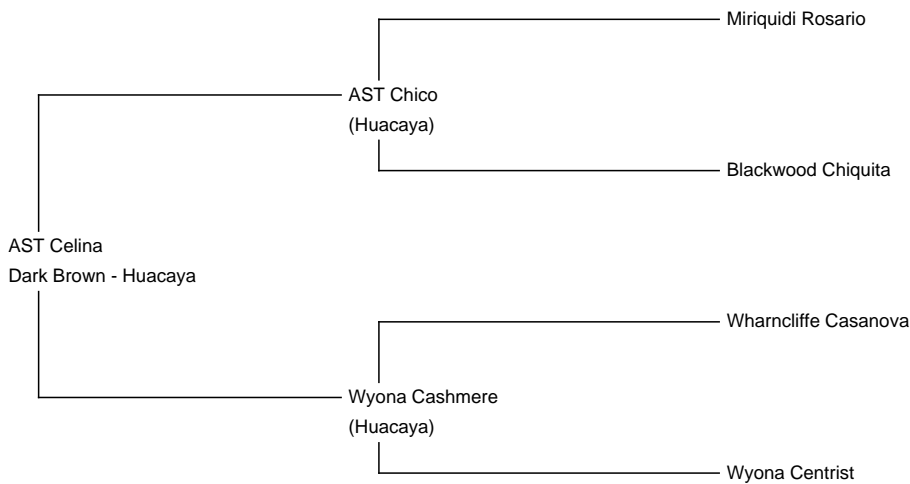 Miriquidi Rosario
AST Chico
(Huacaya)
Blackwood Chiquita
AST Celina
Dark Brown - Huacaya
Wharncliffe Casanova
Wyona Cashmere
(Huacaya)
Wyona Centrist